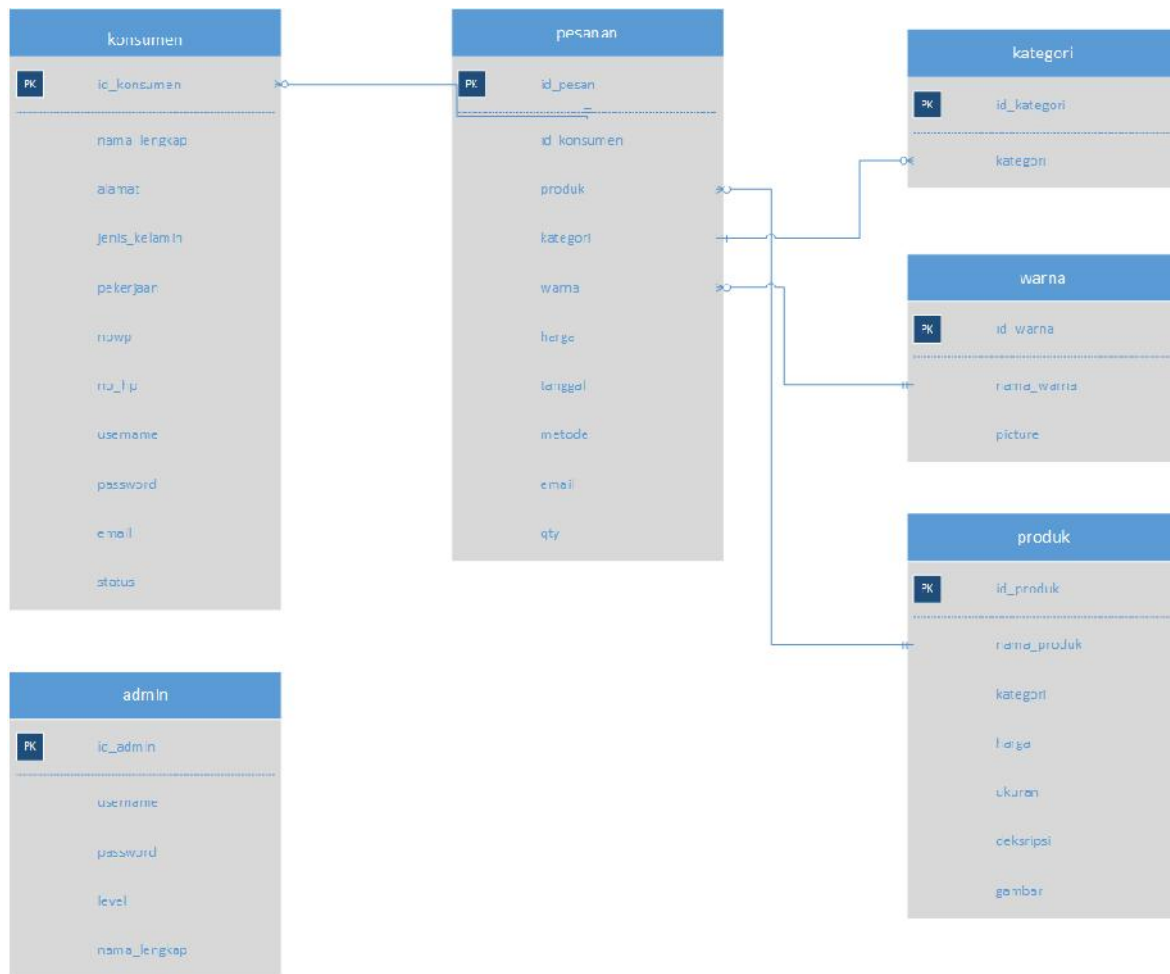 konsumen
PK id_konsumen
nama_lengkap
alamat
jenis_kelamin
pekerjaan
npwp
no_hp
username
password
email
status
pesanan
PK id_pesan
id_konsumen
produk
kategori
warna
harga
tanggal
metode
email
qty
kategori
PK id_kategori
kategori
warna
PK id_warna
nama_warna
picture
produk
PK id_produk
nama_produk
kategori
harga
ukuran
deksripsi
gambar
admin
PK id_admin
username
password
level
nama_lengkap